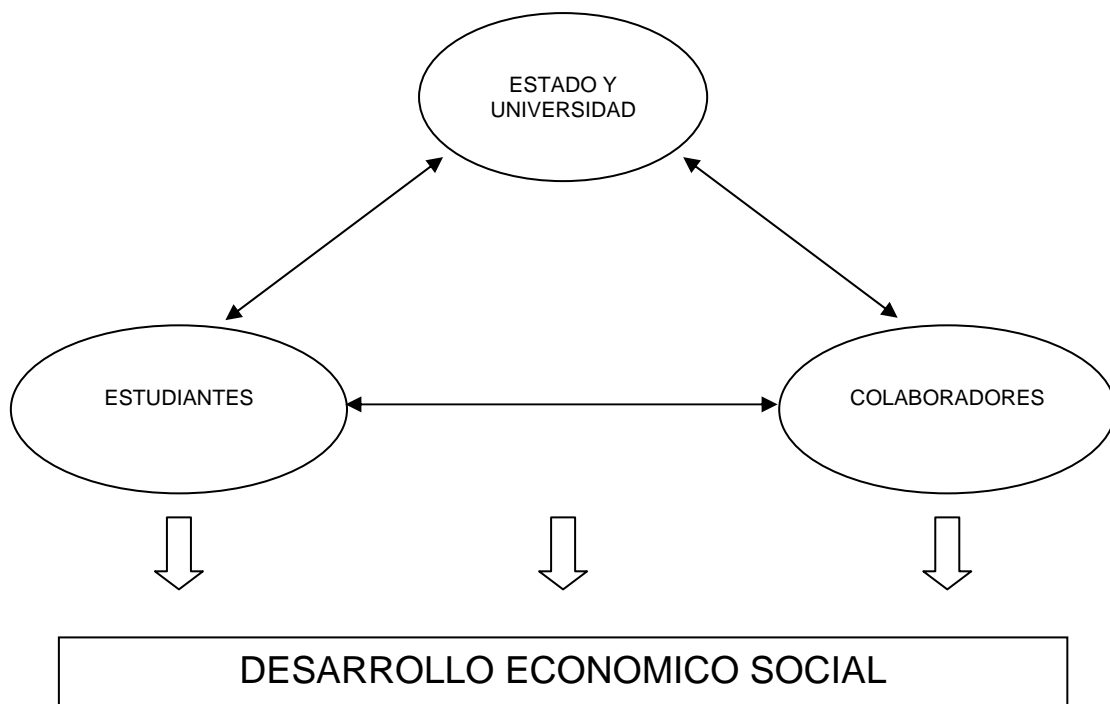 ESTADO Y
UNIVERSIDAD
ESTUDIANTES
COLABORADORES
DESARROLLO ECONOMICO SOCIAL